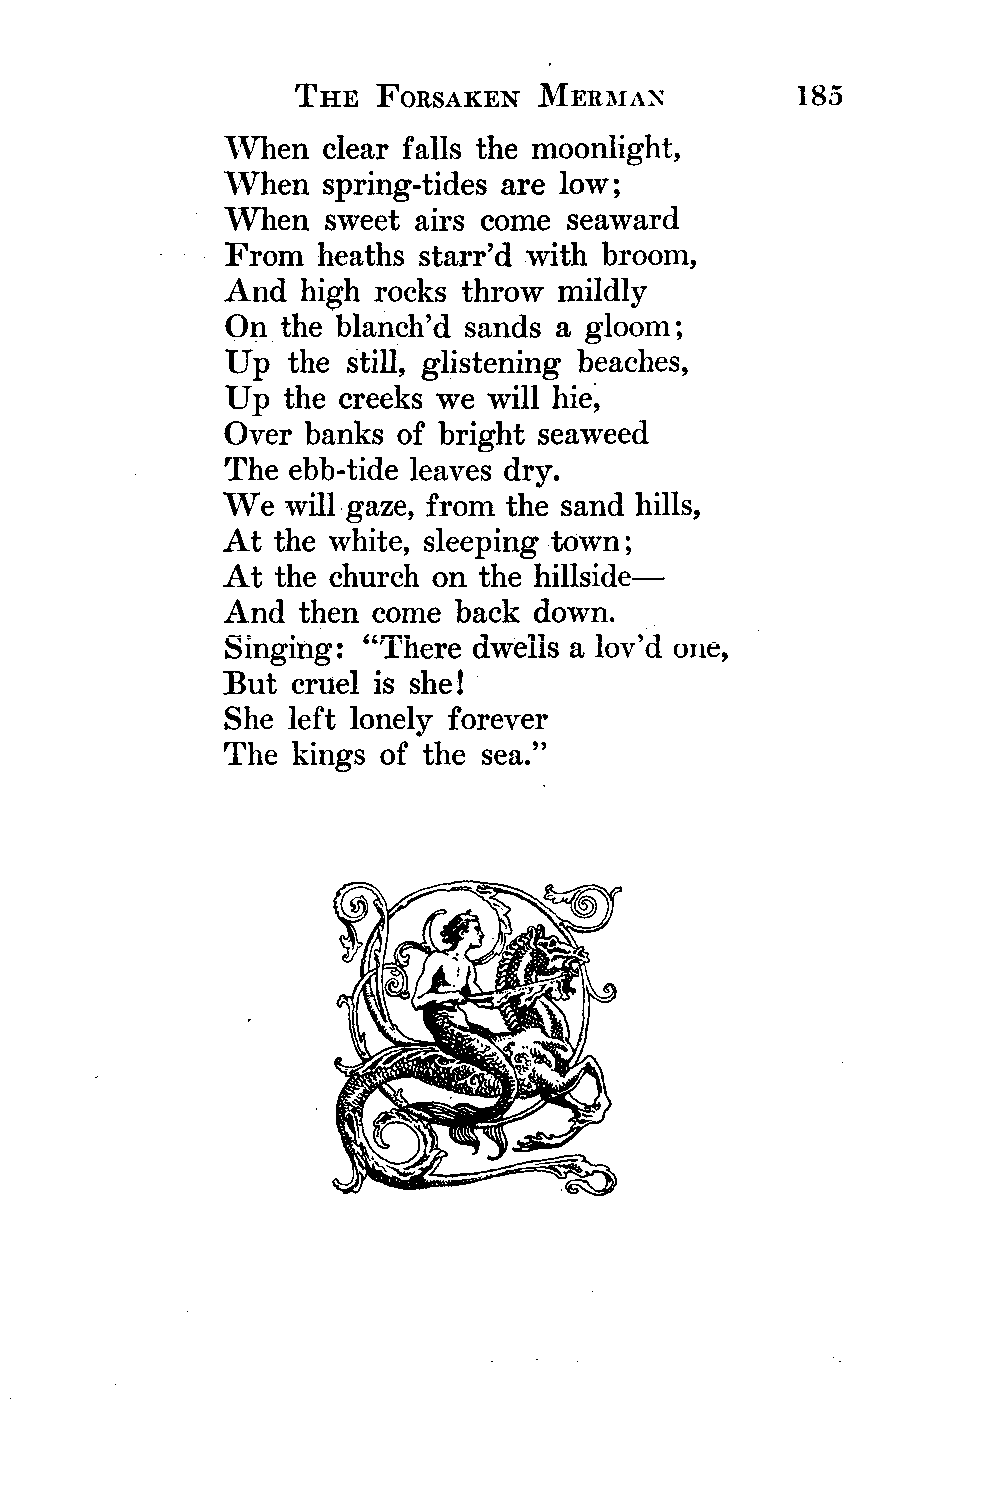 THE FORSAKEN MERMAN 185
When clear falls the moonlight,
When spring-tides are low;
When sweet airs come seaward
From heaths starr'd with broom,
And high rocks throw mildly
On the blanch'd sands a gloom;
Up the still, glistening beaches,
Up the creeks we will hie,
Over banks of bright seaweed
The ebb-tide leaves dry.
We will gaze, from the sand hills,
At the white, sleeping town;
At the church on the hillside—
And then come back down.
Singing: “There dwells a lov'd one,
But cruel is she!
She left lonely forever
The kings of the sea.”